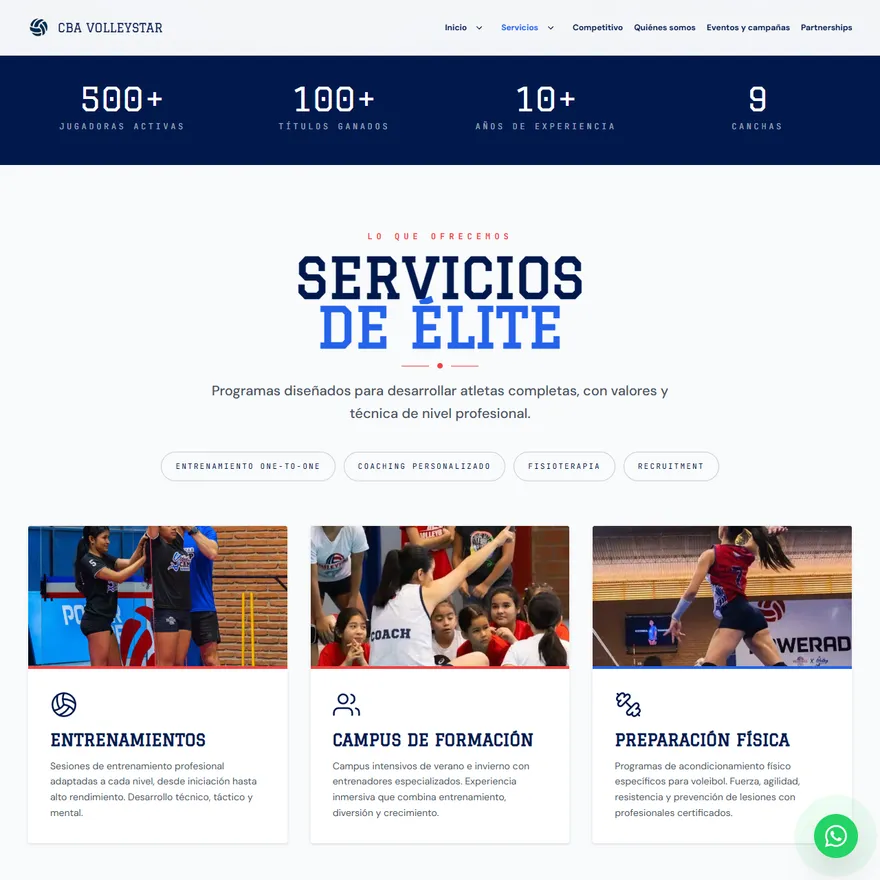 CBA VOLLEYSTAR
Inicio Servicios Competitivo Quiénes somos Eventos y campañas Partnerships
500+ 100+ 10+ 9
JUGADORAS ACTIVAS TÍTULOS GANADOS AÑOS DE EXPERIENCIA CANCHAS
LO QUE OFRECEMOS
SERVICIOS
DE ÉLITE
Programas diseñados para desarrollar atletas completas, con valores y
técnica de nivel profesional.
ENTRENAMIENTO ONE-TO-ONE COACHING PERSONALIZADO FISIOTERAPIA RECRUITMENT
5
COACH
7
ENTRENAMIENTOS
Sesiones de entrenamiento profesional
adaptadas a cada nivel, desde iniciación hasta
alto rendimiento. Desarrollo técnico, táctico y
mental.
CAMPUS DE FORMACIÓN
Campus intensivos de verano e invierno con
entrenadores especializados. Experiencia
inmersiva que combina entrenamiento,
diversión y crecimiento.
PREPARACIÓN FÍSICA
Programas de acondicionamiento físico
específicos para voleibol. Fuerza, agilidad,
resistencia y prevención de lesiones con
profesionales certificados.